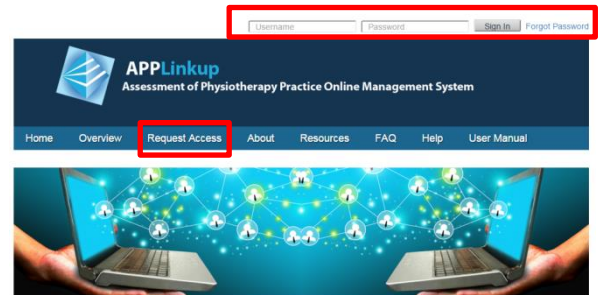 Username Password Sign In Forgot Password
APPLinkup
Assessment of Physiotherapy Practice Online Management System
Home Overview Request Access About Resources FAQ Help User Manual